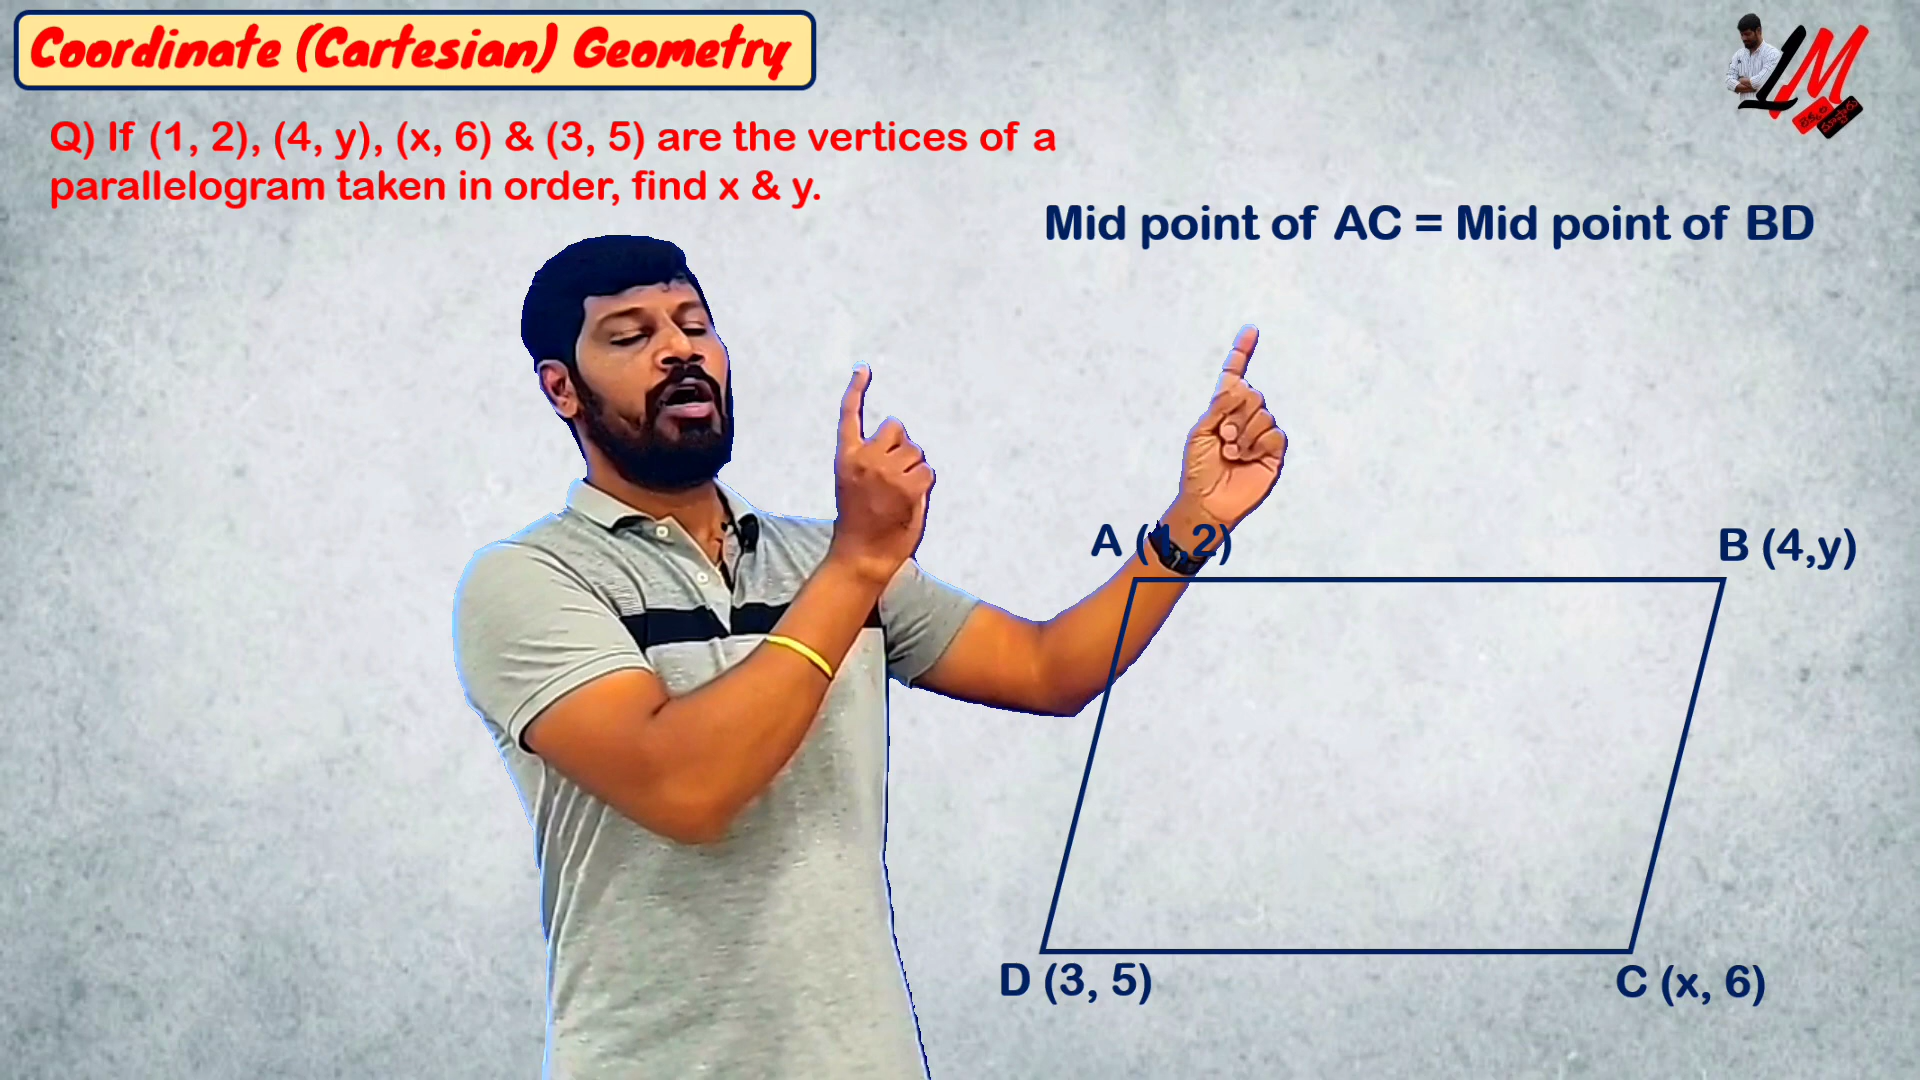 Coordinate (Cartesian) Geometry
LM
Q) If (1, 2), (4, y), (x, 6) & (3, 5) are the vertices of a
parallelogram taken in order, find x & y.
Mid point of AC = Mid point of BD
A (1,2)
B (4,y)
D (3, 5)
C (x, 6)